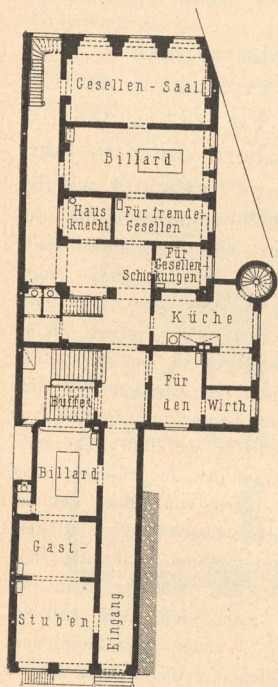 Gesellen-Saal
Billard
Haus
knecht
Für fremde
Gesellen
Für
Gesellen-
Schickungen
Küche
Für
den
Wirth
Buffet
Billard
Gast-
Stuben
Eingang